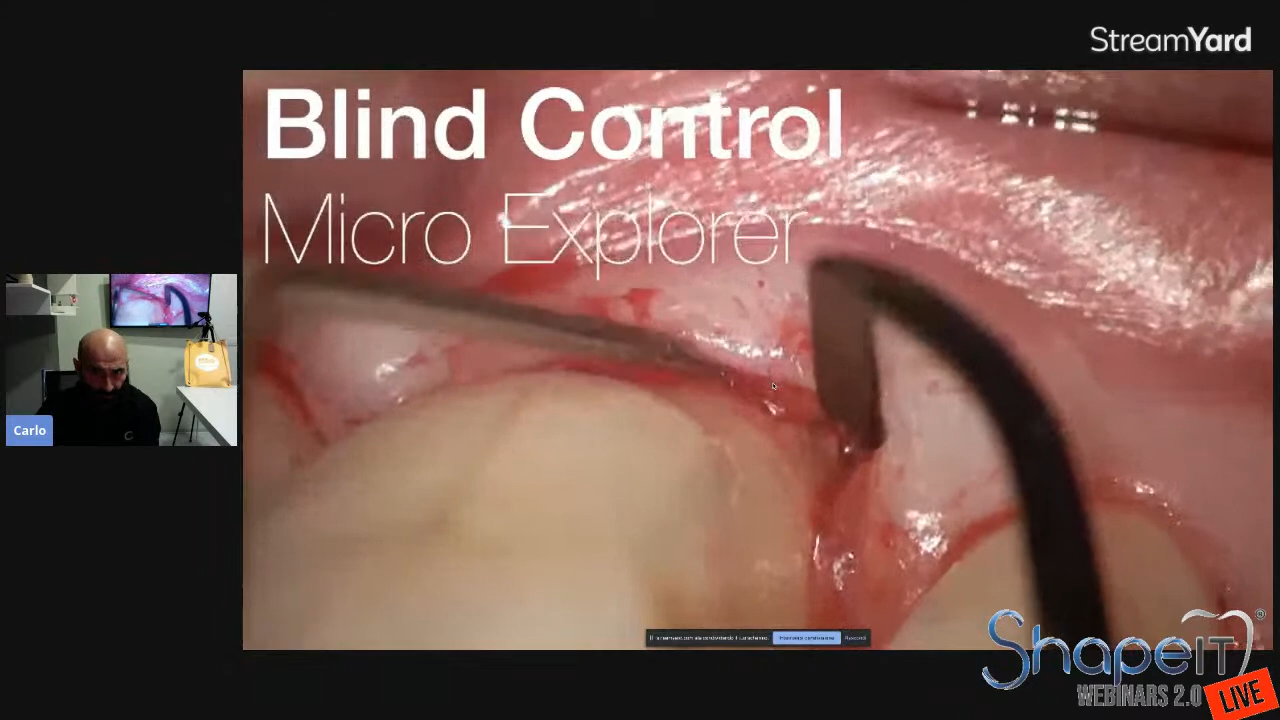 StreamYard
Blind Control
Micro Explorer
Carlo
ShapeIT®
WEBINARS 2.0
LIVE